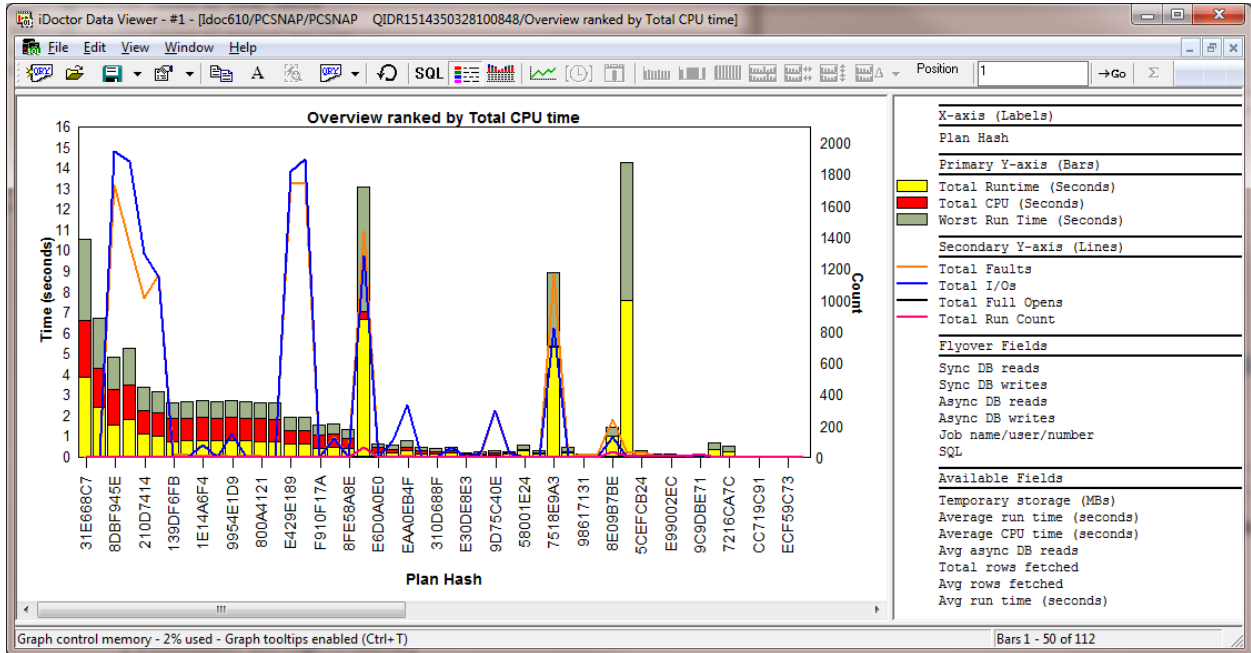 iDoctor Data Viewer - #1 - [Idoc610/PCSNAP/PCSNAP QIDR1514350328100848/Overview ranked by Total CPU time]
File Edit View Window Help
QRY A QRY SQL Position 1 →Go Σ
Overview ranked by Total CPU time
Time (seconds)
16
15
14
13
12
11
10
9
8
7
6
5
4
3
2
1
0
2000
1800
1600
1400
1200
1000
800
600
400
200
0
Count
31E668C7
8DBF945E
210D7414
139DF6FB
1E14A6F4
9954E1D9
800A4121
E429E189
F910F17A
8FE58A8E
E6D0A0E0
EAA0EB4F
310D688F
E30DE8E3
9D75C40E
58001E24
7518E9A3
98617131
8E09B7BE
5CEFCB24
E99002EC
9C9DBE71
7216CA7C
CC719C91
ECF59C73
Plan Hash
X-axis (Labels)
Plan Hash
Primary Y-axis (Bars)
Total Runtime (Seconds)
Total CPU (Seconds)
Worst Run Time (Seconds)
Secondary Y-axis (Lines)
Total Faults
Total I/Os
Total Full Opens
Total Run Count
Flyover Fields
Sync DB reads
Sync DB writes
Async DB reads
Async DB writes
Job name/user/number
SQL
Available Fields
Temporary storage (MBs)
Average run time (seconds)
Average CPU time (seconds)
Avg async DB reads
Total rows fetched
Avg rows fetched
Avg run time (seconds)
Graph control memory - 2% used - Graph tooltips enabled (Ctrl+T)
Bars 1 - 50 of 112